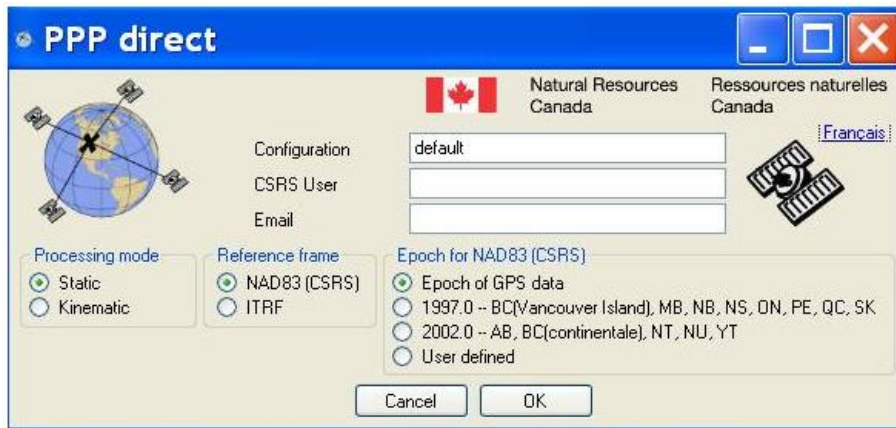 PPP direct
Natural Resources Canada
Ressources naturelles Canada
Français
Configuration default
CSRS User
Email
Processing mode
Static
Kinematic
Reference frame
NAD83 (CSRS)
ITRF
Epoch for NAD83 (CSRS)
Epoch of GPS data
1997.0 -- BC(Vancouver Island), MB, NB, NS, ON, PE, QC, SK
2002.0 -- AB, BC(continentale), NT, NU, YT
User defined
Cancel OK